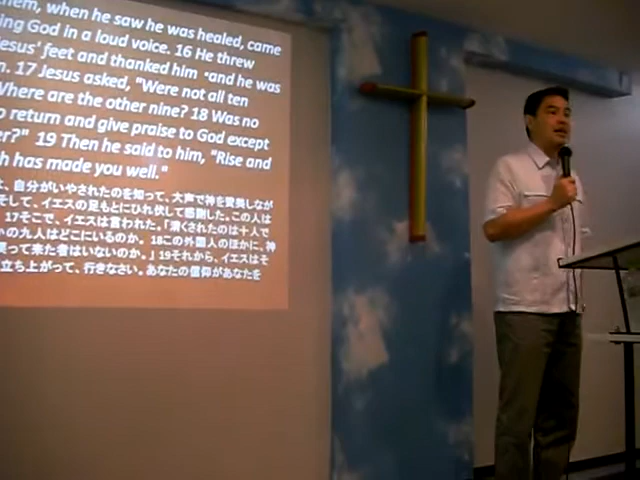 them, when he saw he was healed, came
ing God in a loud voice. 16 He threw
Jesus' feet and thanked him -and he was
n. 17 Jesus asked, "Were not all ten
Where are the other nine? 18 Was no
o return and give praise to God except
er?" 19 Then he said to him, "Rise and
h has made you well."
は、自分がいやされたのを知って、大声で神を賛美しなが
そして、イエスの足もとにひれ伏して感謝した。この人は
17そこで、イエスは言われた。「清くされたのは十人で
かの九人はどこにいるのか。18この外国人のほかに、神
戻って来た者はいないのか。」19それから、イエスはそ
立ち上がって、行きなさい。あなたの信仰があなたを